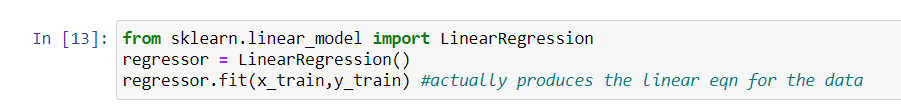 In [13]: from sklearn.linear_model import LinearRegression
regressor = LinearRegression()
regressor.fit(x_train,y_train) #actually produces the linear eqn for the data